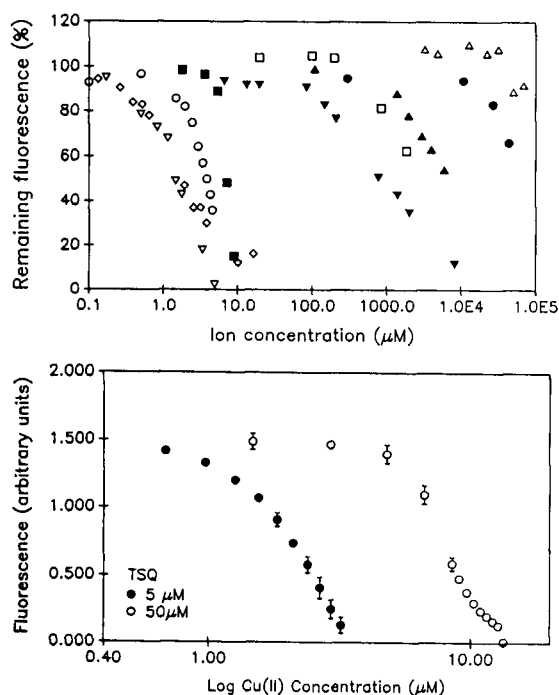 Remaining fluorescence (%)
120
100
80
60
40
20
0
0.1 1.0 10.0 100.0 1000.0 1.0E4 1.0E5
Ion concentration (μM)
Fluorescence (arbitrary units)
2.000
1.500
1.000
0.500
0.000
TSQ
5 μM
50μM
0.40 1.00 10.00
Log Cu(II) Concentration (μM)